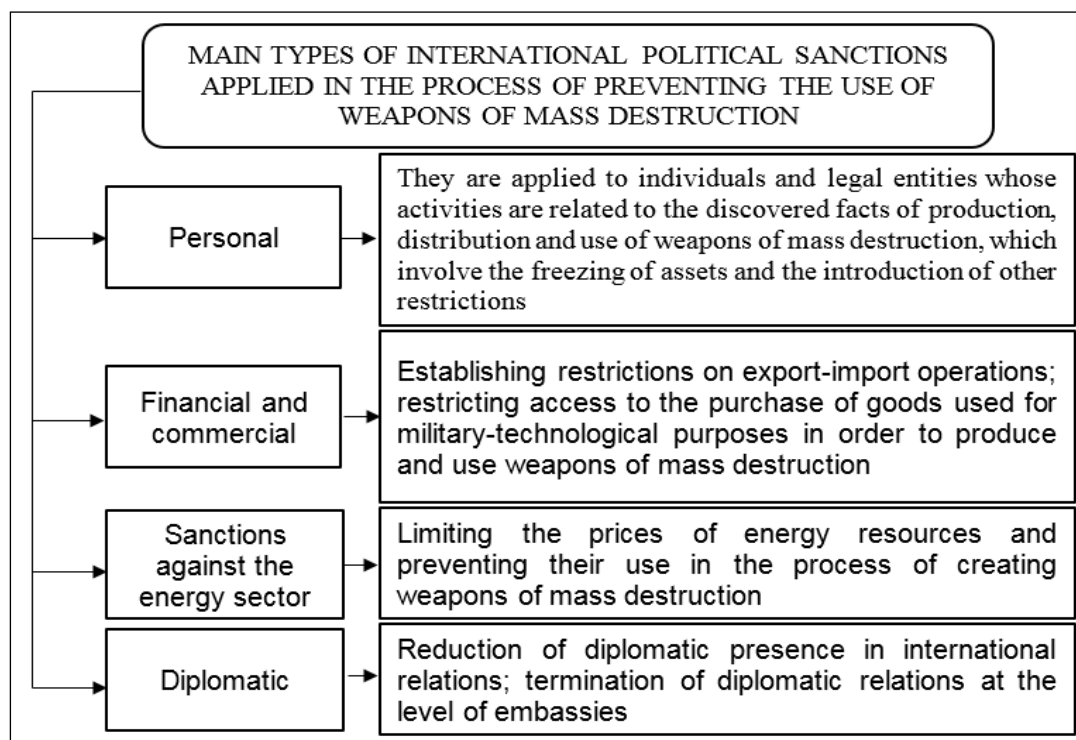 MAIN TYPES OF INTERNATIONAL POLITICAL SANCTIONS
APPLIED IN THE PROCESS OF PREVENTING THE USE OF
WEAPONS OF MASS DESTRUCTION
Personal
They are applied to individuals and legal entities whose
activities are related to the discovered facts of production,
distribution and use of weapons of mass destruction, which
involve the freezing of assets and the introduction of other
restrictions
Financial and
commercial
Establishing restrictions on export-import operations;
restricting access to the purchase of goods used for
military-technological purposes in order to produce
and use weapons of mass destruction
Sanctions
against the
energy sector
Limiting the prices of energy resources and
preventing their use in the process of creating
weapons of mass destruction
Diplomatic
Reduction of diplomatic presence in international
relations; termination of diplomatic relations at the
level of embassies